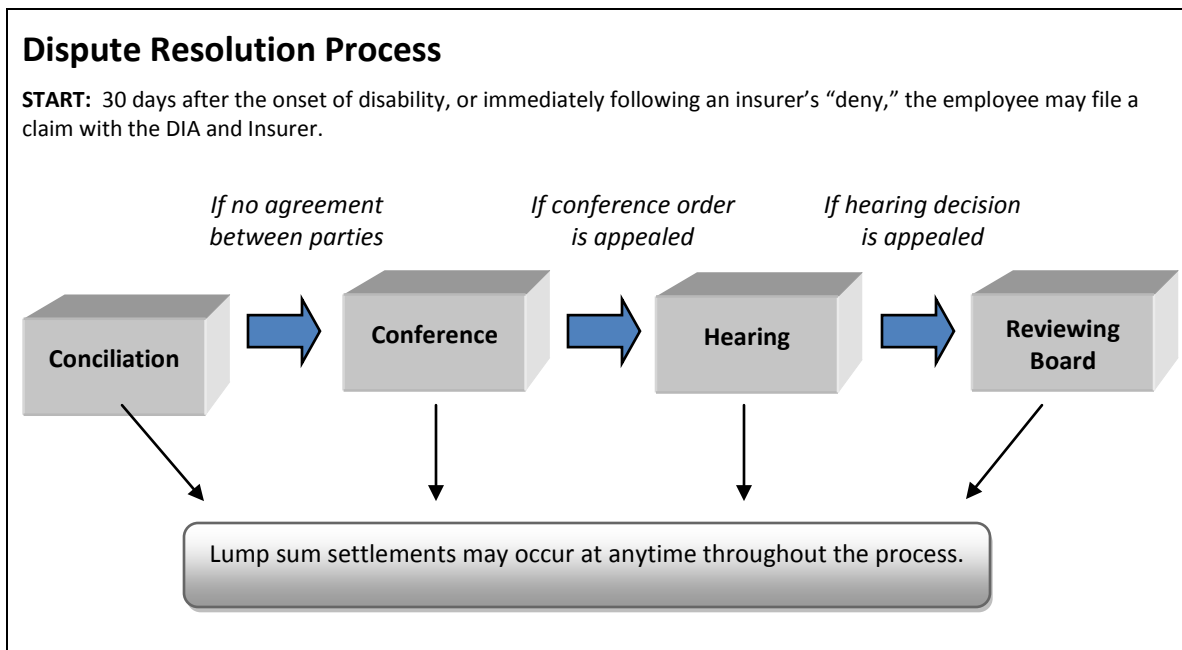 Dispute Resolution Process
START:  30 days after the onset of disability, or immediately following an insurer’s “deny,” the employee may file a
claim with the DIA and Insurer.
If no agreement
between parties
If conference order
is appealed
If hearing decision
is appealed
Conciliation
Conference
Hearing
Reviewing
Board
Lump sum settlements may occur at anytime throughout the process.